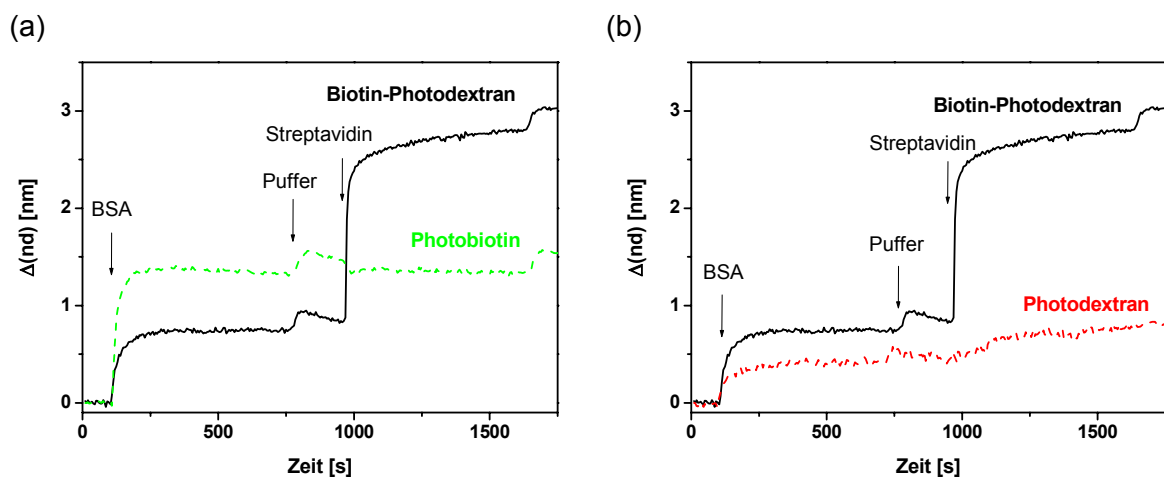 (a)
Biotin-Photodextran
Streptavidin
Puffer
BSA
Photobiotin
Δ(nd) [nm]
3
2
1
0
0 500 1000 1500
Zeit [s]
(b)
Biotin-Photodextran
Streptavidin
Puffer
BSA
Photodextran
Δ(nd) [nm]
3
2
1
0
0 500 1000 1500
Zeit [s]